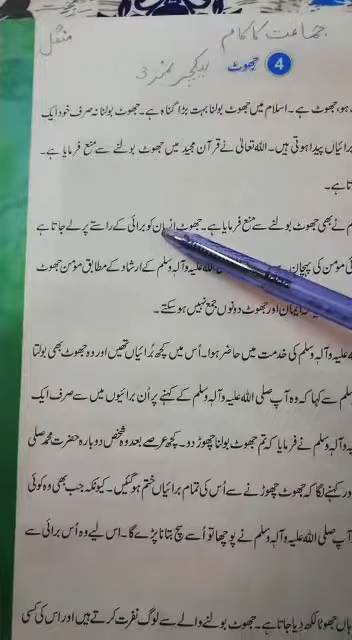 جماعت کا کام
منگل
لیکچر نمبر 3
4 جھوٹ
ہو، جھوٹ ہے۔ اسلام میں جھوٹ بولنا بہت بڑا گناہ ہے۔ جھوٹ بولنا نہ صرف خود ایک
برائیاں پیدا ہوتی ہیں۔ اللہ تعالیٰ نے قرآن مجید میں جھوٹ بولنے سے منع فرمایا ہے۔
تا ہے۔
نے بھی جھوٹ بولنے سے منع فرمایا ہے۔ جھوٹ انسان کو برائی کے راستے پر لے جاتا ہے
مومن کی پہچان اللہ علیہ وآلہ وسلم کے ارشاد کے مطابق مومن جھوٹ
ایمان اور جھوٹ دونوں جمع نہیں ہو سکتے۔
علیہ وآلہ وسلم کی خدمت میں حاضر ہوا۔ اُس میں کچھ بُرائیاں تھیں اور وہ جھوٹ بھی بولتا
سلم سے کہا کہ وہ آپ صلی اللہ علیہ وآلہ وسلم کے کہنے پر اُن برائیوں میں سے صرف ایک
وآلہ وسلم نے فرمایا کہ تم جھوٹ بولنا چھوڑ دو۔ کچھ عرصے بعد وہ شخص دوبارہ حضرت محمد صلی
اور کہنے لگا کہ جھوٹ چھوڑنے سے اُس کی تمام برائیاں ختم ہو گئیں۔ کیونکہ جب بھی وہ کوئی
آپ صلی اللہ علیہ وآلہ وسلم نے پوچھا تو اُسے سچ بتانا پڑے گا۔ اس لیے وہ اُس برائی سے
ہاں جھوٹا لکھ دیا جاتا ہے۔ جھوٹ بولنے والے سے لوگ نفرت کرتے ہیں اور اس کی کسی